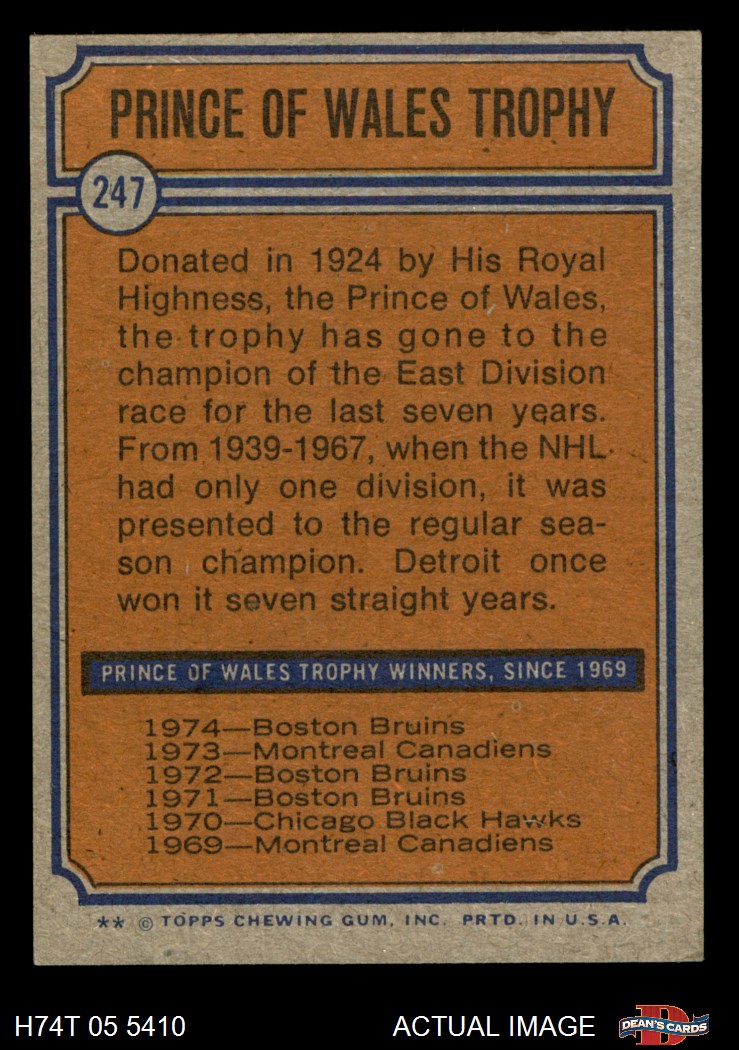 PRINCE OF WALES TROPHY
247
Donated in 1924 by His Royal
Highness, the Prince of Wales,
the trophy has gone to the
champion of the East Division
race for the last seven years.
From 1939-1967, when the NHL
had only one division, it was
presented to the regular sea-
son champion. Detroit once
won it seven straight years.
PRINCE OF WALES TROPHY WINNERS, SINCE 1969
1974—Boston Bruins
1973—Montreal Canadiens
1972—Boston Bruins
1971—Boston Bruins
1970—Chicago Black Hawks
1969—Montreal Canadiens
** © TOPPS CHEWING GUM, INC. PRTD. IN U.S.A.
H74T 05 5410 ACTUAL IMAGE D DEAN'S CARDS